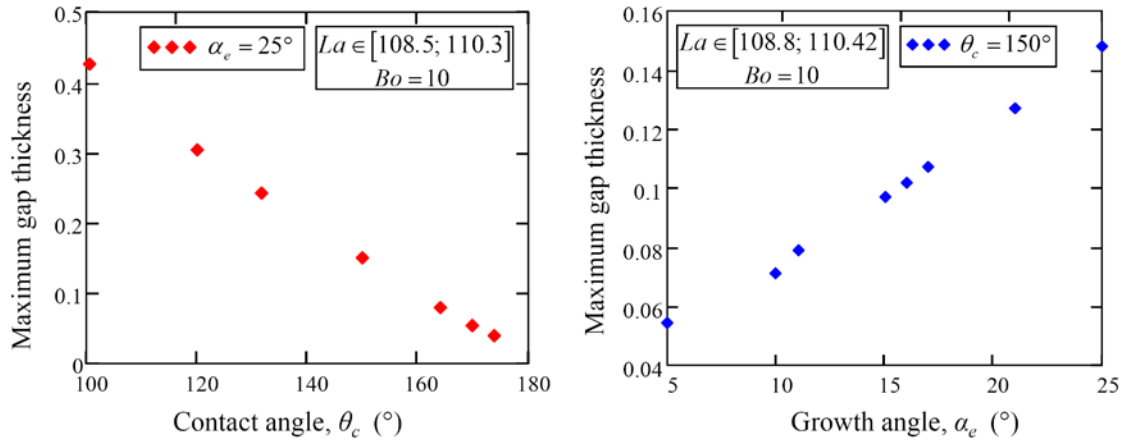 0.5
0.4
0.3
0.2
0.1
0
100
120
140
160
180
Maximum gap thickness
Contact angle, θc (°)
αe = 25°
La ∈ [108.5; 110.3]
Bo = 10
0.16
0.14
0.12
0.1
0.08
0.06
0.04
5
10
15
20
25
Maximum gap thickness
Growth angle, αe (°)
La ∈ [108.8; 110.42]
Bo = 10
θc = 150°